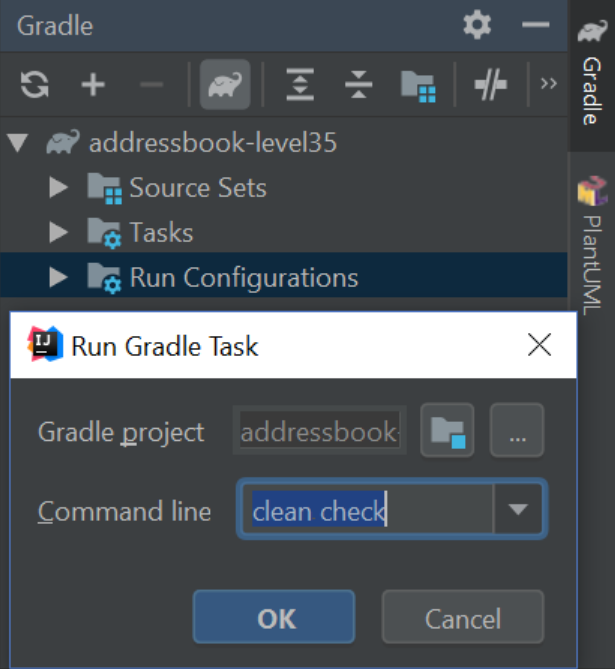 Gradle
addressbook-level35
Source Sets
Tasks
Run Configurations
Gradle
PlantUML
IJ
Run Gradle Task
Gradle project addressbook- ...
Command line clean check
OK Cancel